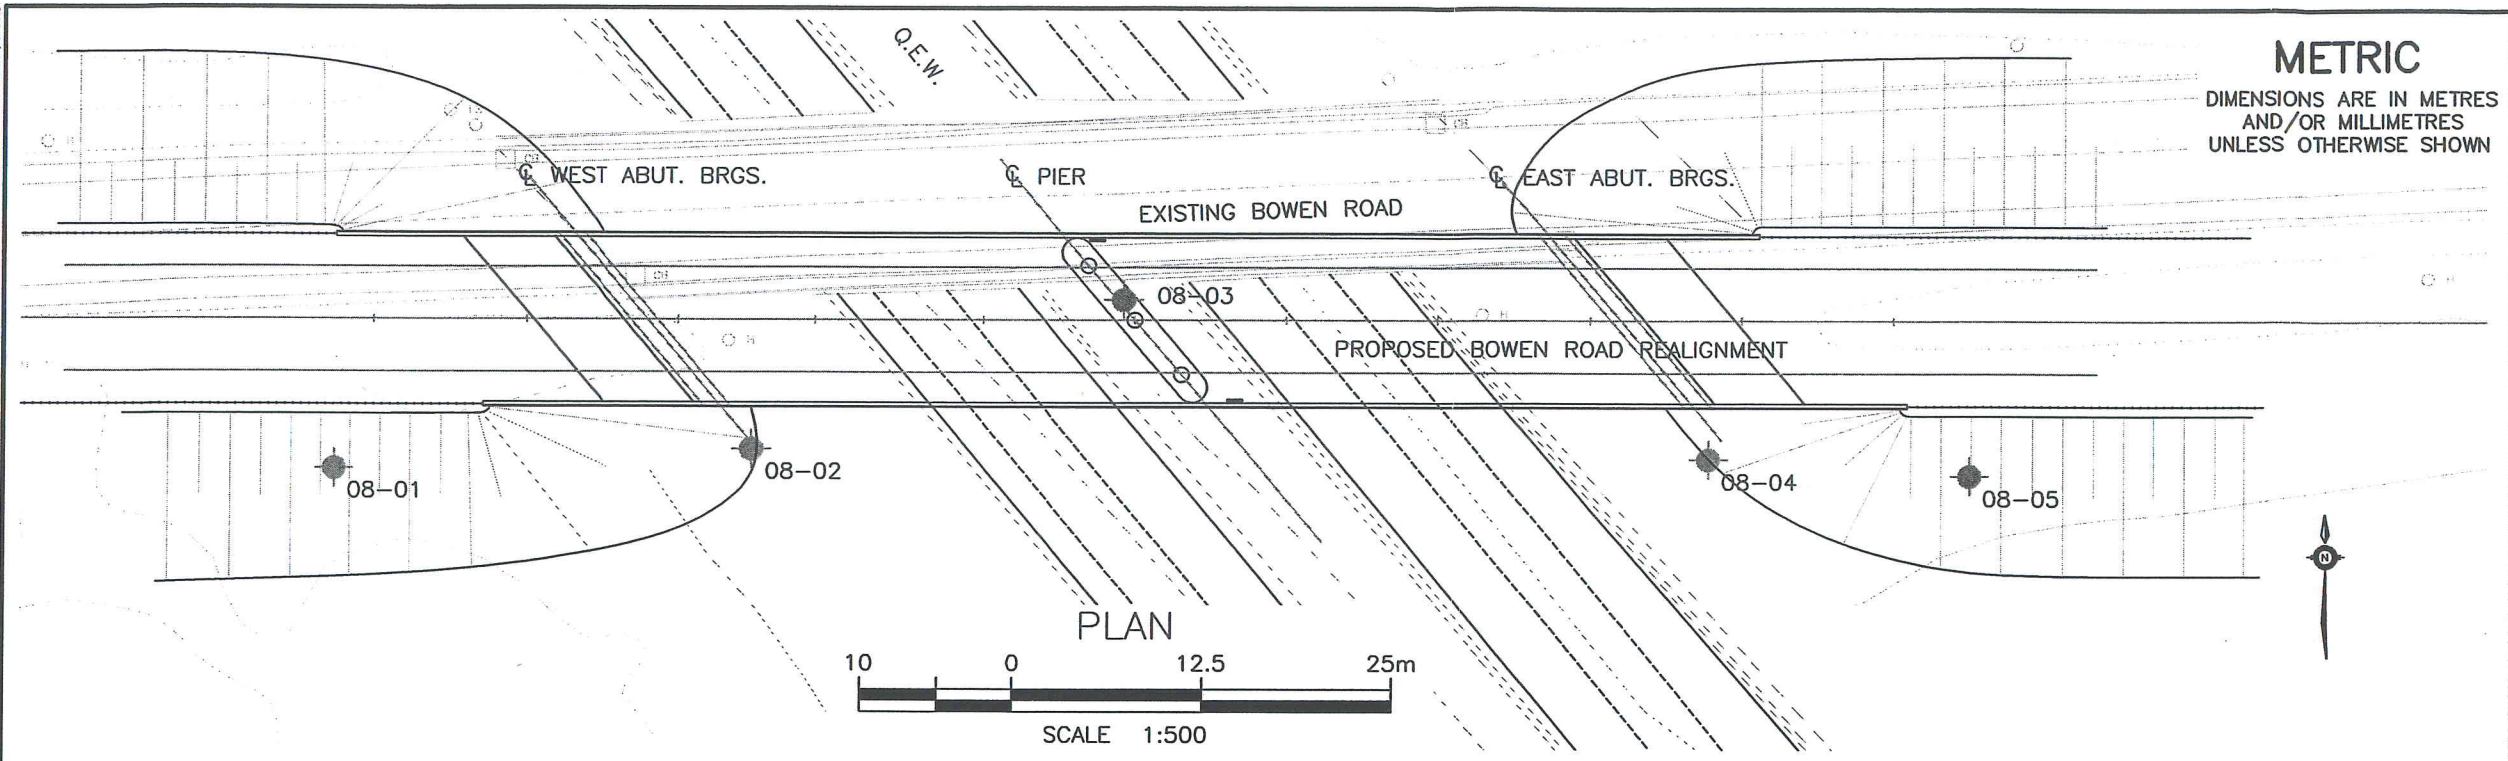 Q.E.W.
METRIC
DIMENSIONS ARE IN METRES
AND/OR MILLIMETRES
UNLESS OTHERWISE SHOWN
℄ WEST ABUT. BRGS.
℄ PIER
℄ EAST ABUT. BRGS.
EXISTING BOWEN ROAD
08-03
PROPOSED BOWEN ROAD REALIGNMENT
08-01
08-02
08-04
08-05
N
PLAN
10 0 12.5 25m
SCALE 1:500